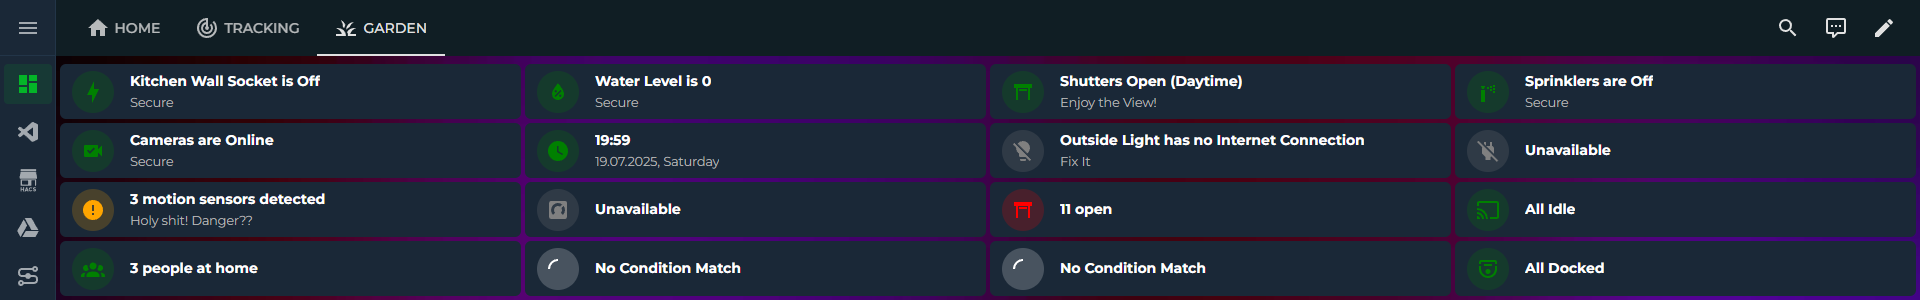 HOME TRACKING GARDEN
Kitchen Wall Socket is Off
Secure
Water Level is 0
Secure
Shutters Open (Daytime)
Enjoy the View!
Sprinklers are Off
Secure
Cameras are Online
Secure
19:59
19.07.2025, Saturday
Outside Light has no Internet Connection
Fix It
Unavailable
HACS
3 motion sensors detected
Holy shit! Danger??
Unavailable
11 open
All Idle
3 people at home
No Condition Match
No Condition Match
All Docked